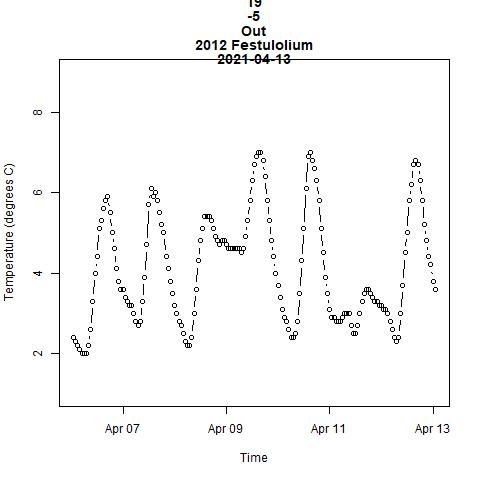 19
-5
Out
2012 Festulolium
2021-04-13
Temperature (degrees C)
8
6
4
2
Apr 07 Apr 09 Apr 11 Apr 13
Time